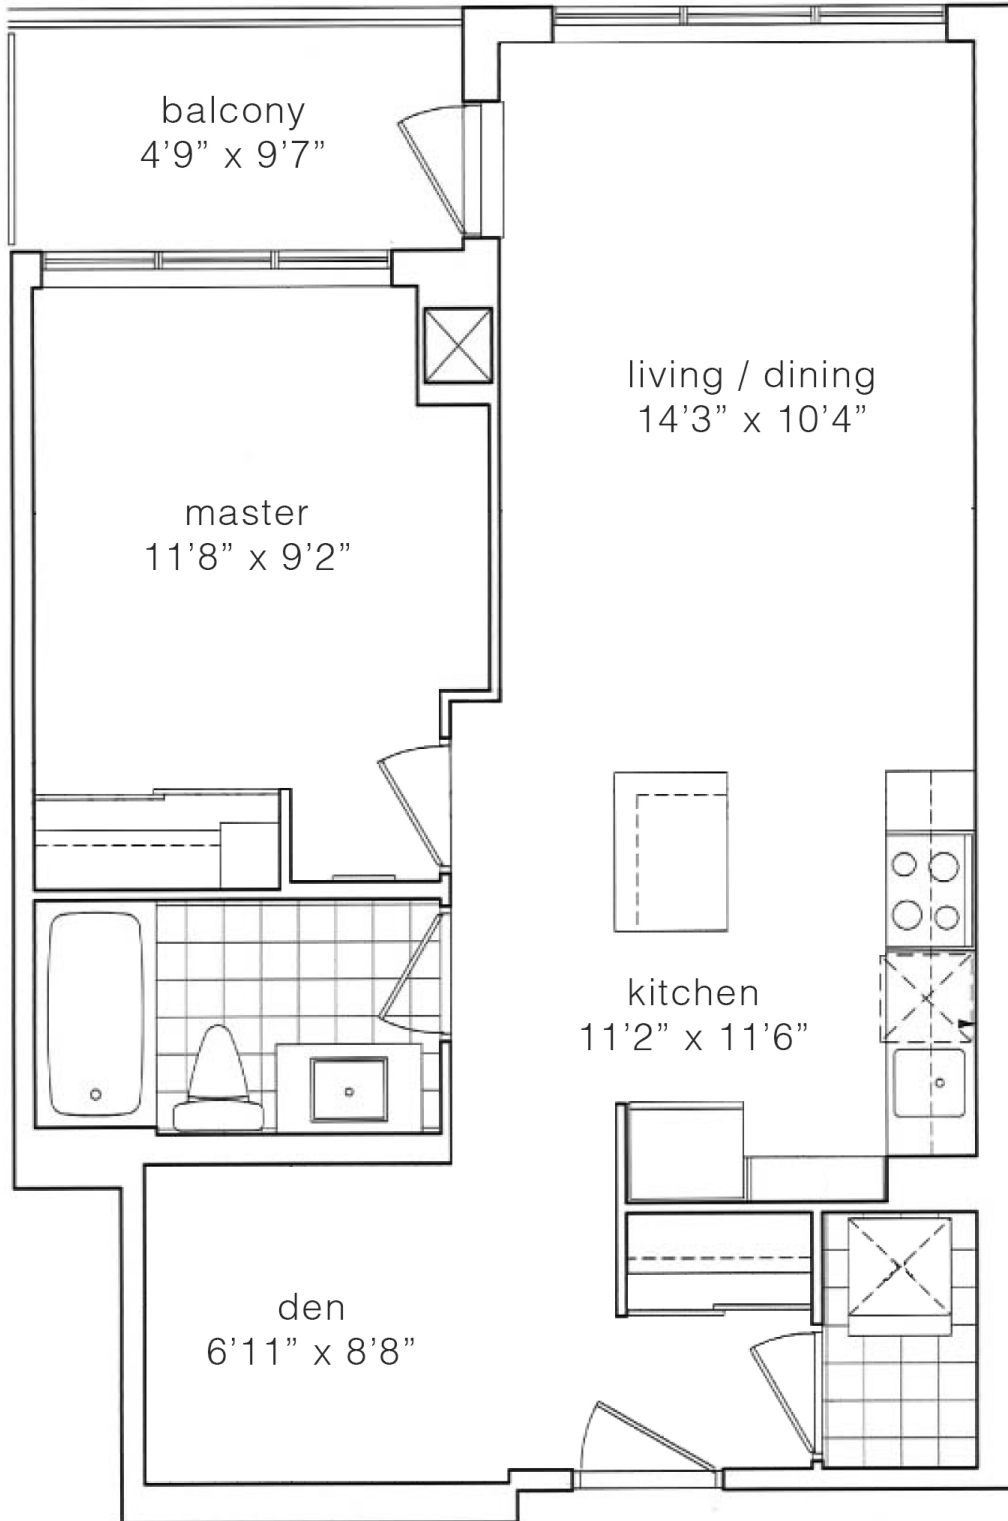 balcony
4’9” x 9’7”
living / dining
14’3” x 10’4”
master
11’8” x 9’2”
kitchen
11’2” x 11’6”
den
6’11” x 8’8”